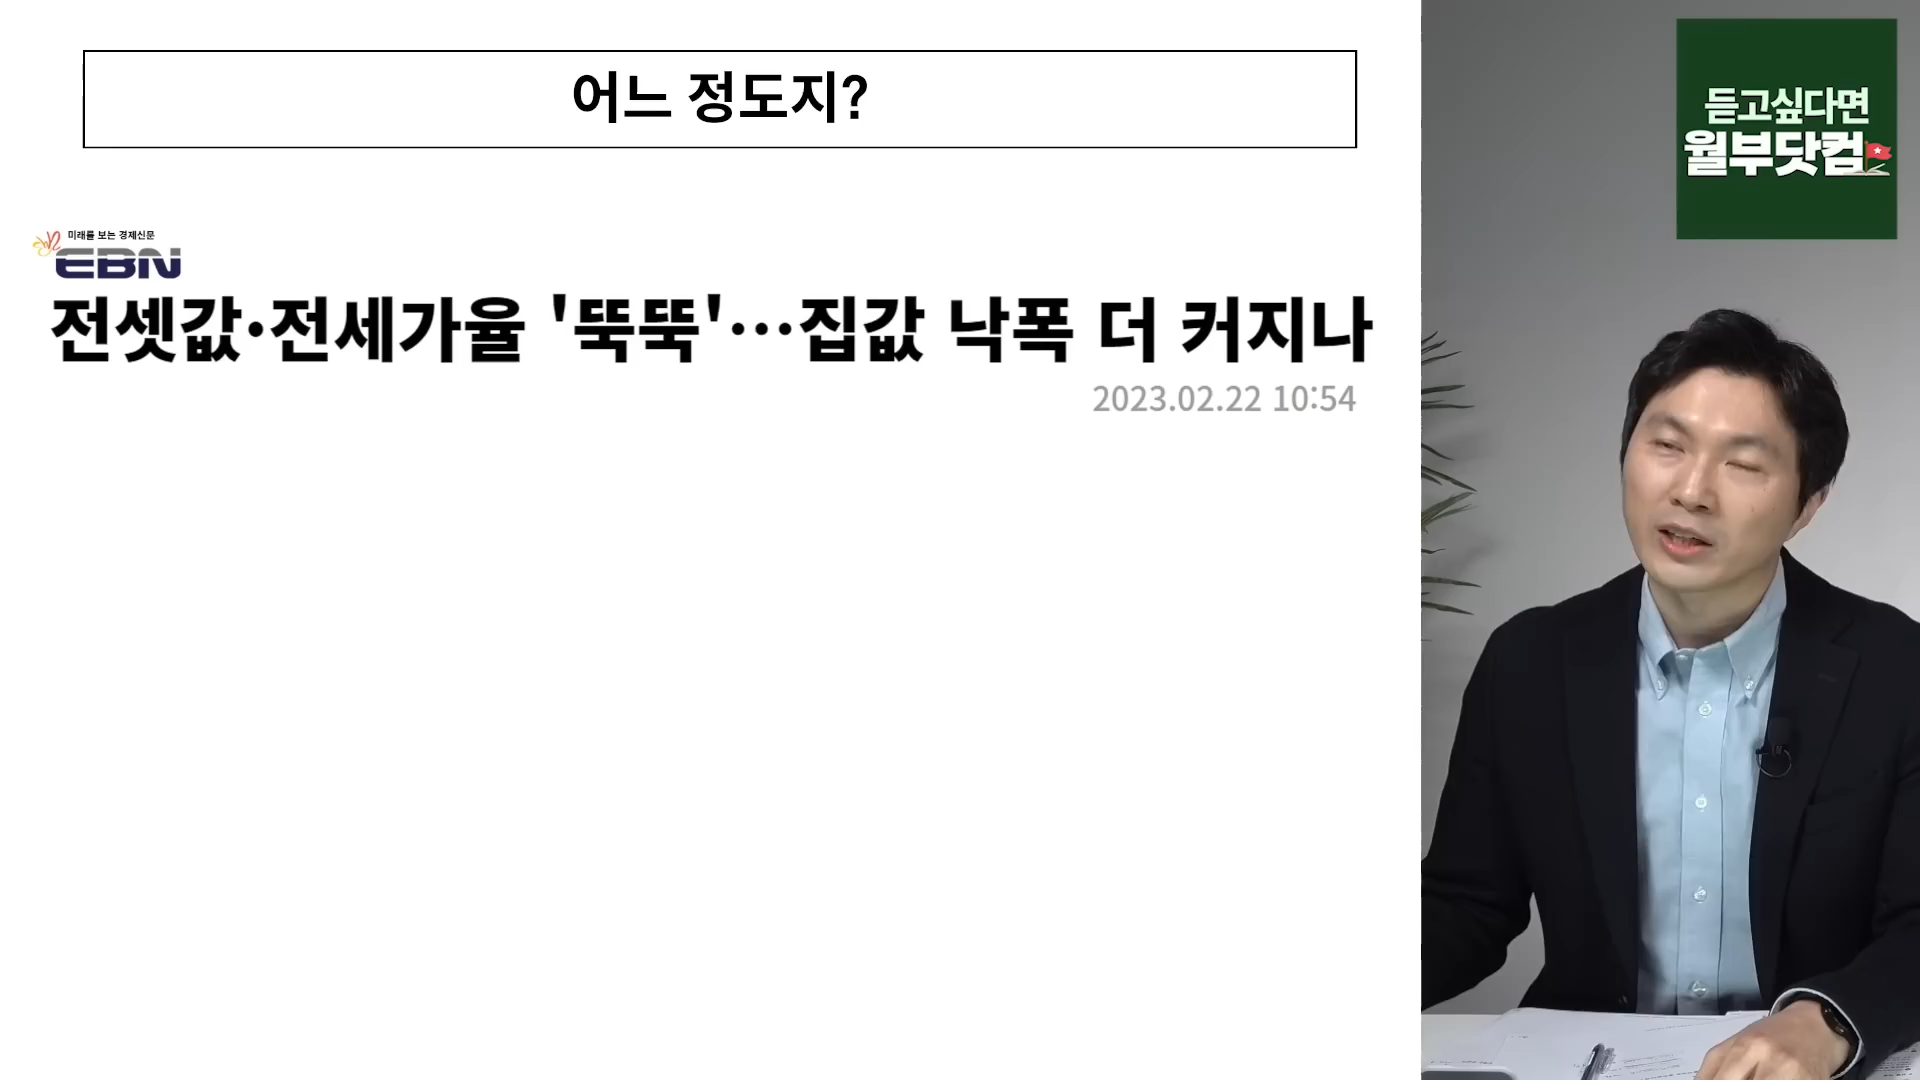 어느 정도지?
미래를 보는 경제신문
EBN
전셋값·전세가율 '뚝뚝'…집값 낙폭 더 커지나
2023.02.22 10:54
듣고싶다면
월부닷컴